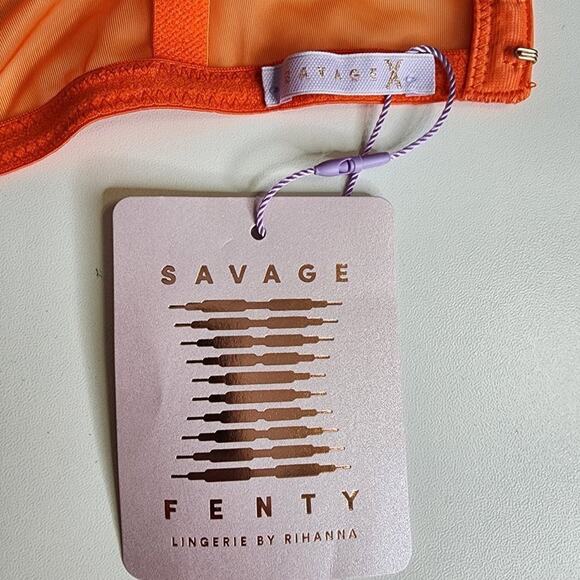 SAVAGE X
SAVAGE
FENTY
LINGERIE BY RIHANNA